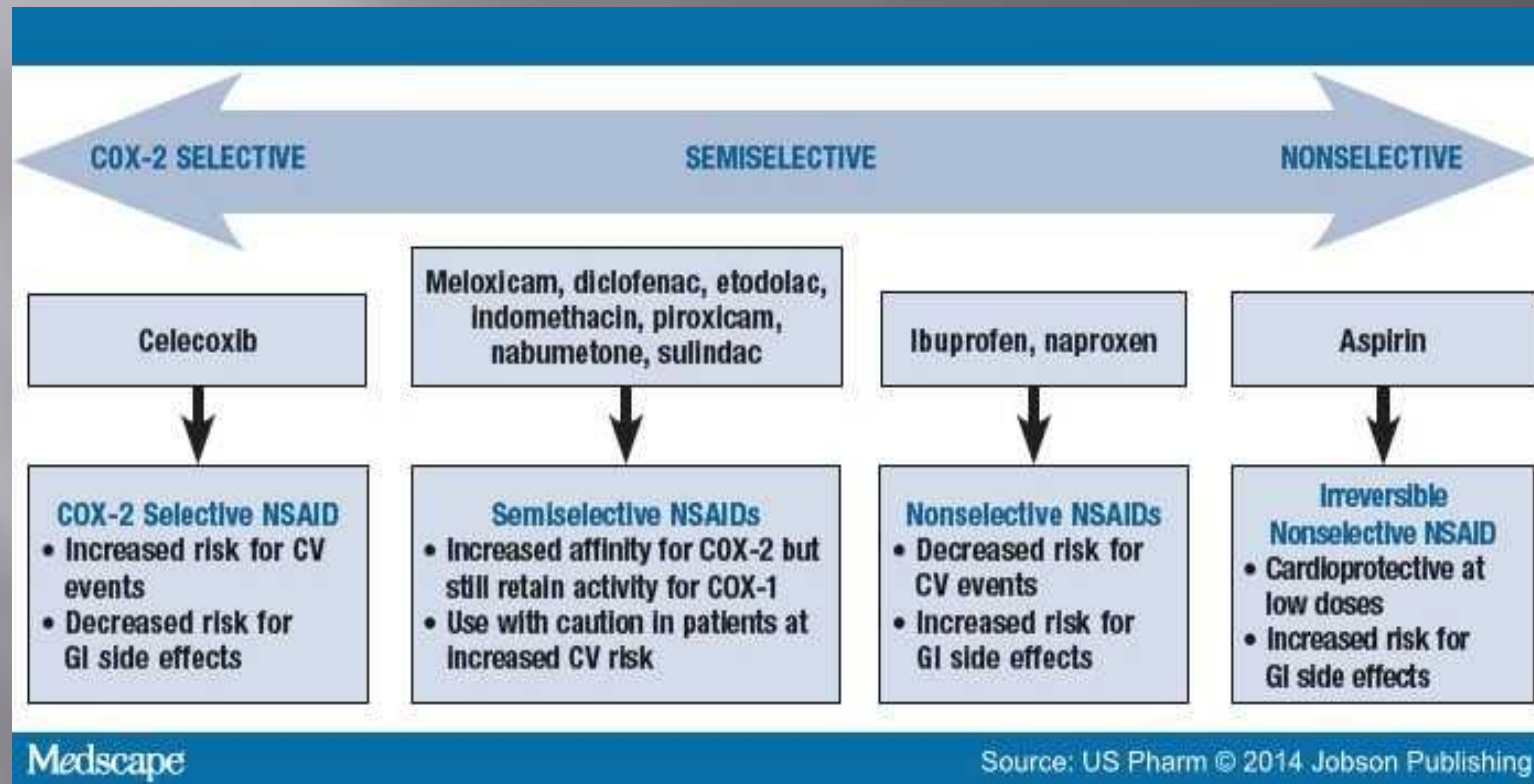 COX-2 SELECTIVE
SEMISELECTIVE
NONSELECTIVE
Celecoxib
Meloxicam, diclofenac, etodolac,
indomethacin, piroxicam,
nabumetone, sulindac
Ibuprofen, naproxen
Aspirin
COX-2 Selective NSAID
• Increased risk for CV
events
• Decreased risk for
GI side effects
Semiselective NSAIDs
• Increased affinity for COX-2 but
still retain activity for COX-1
• Use with caution in patients at
increased CV risk
Nonselective NSAIDs
• Decreased risk for
CV events
• Increased risk for
GI side effects
Irreversible
Nonselective NSAID
• Cardioprotective at
low doses
• Increased risk for
GI side effects
Medscape
Source: US Pharm © 2014 Jobson Publishing